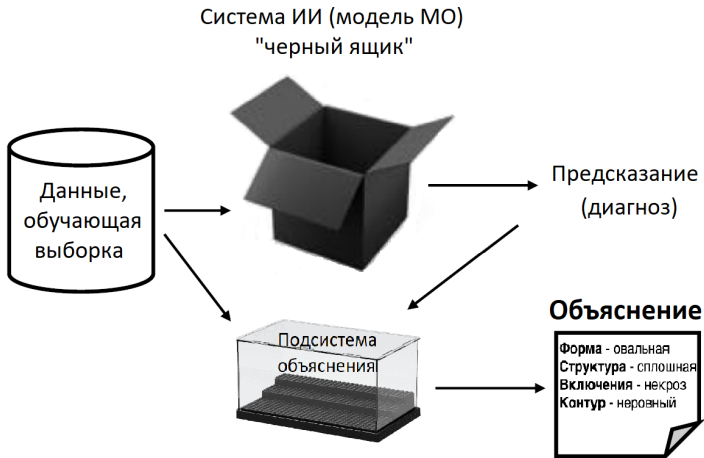 Система ИИ (модель МО)
"черный ящик"
Данные,
обучающая
выборка
Предсказание
(диагноз)
Подсистема
объяснения
Объяснение
Форма - овальная
Структура - сплошная
Включения - некроз
Контур - неровный